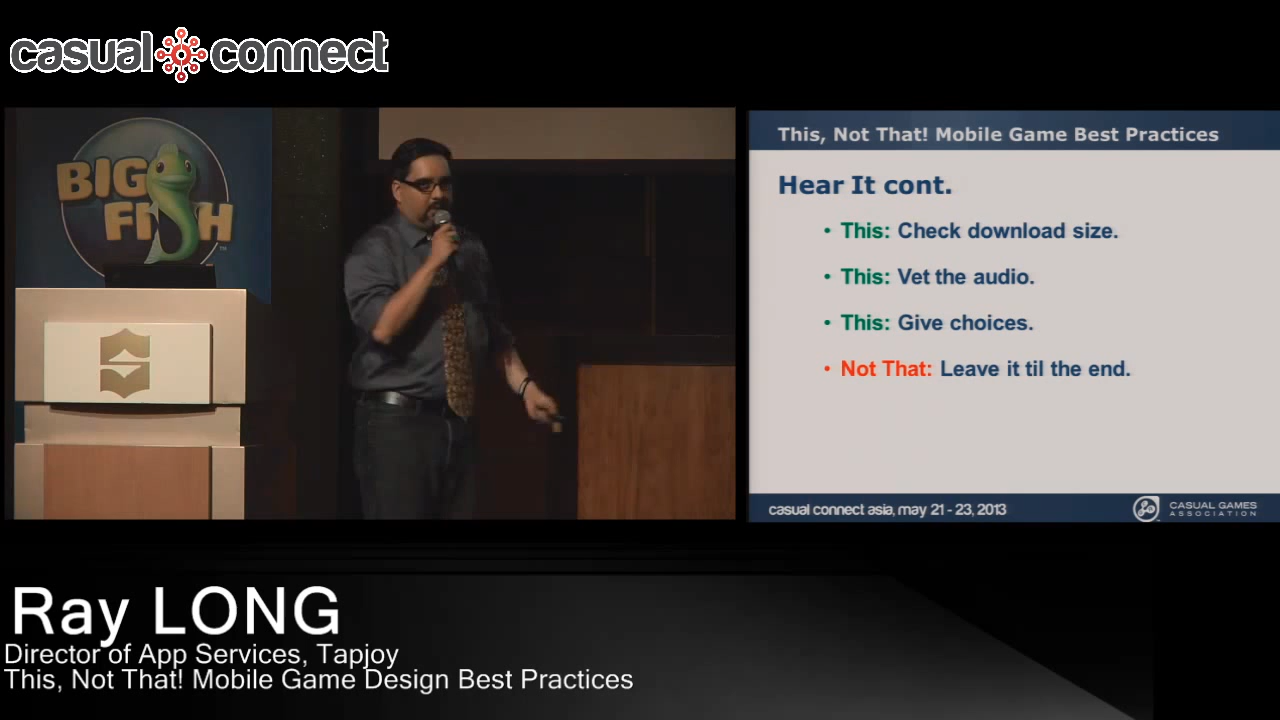 casual connect
BIG
FISH
This, Not That! Mobile Game Best Practices
Hear It cont.
• This: Check download size.
• This: Vet the audio.
• This: Give choices.
• Not That: Leave it til the end.
casual connect asia, may 21 - 23, 2013
CASUAL GAMES
ASSOCIATION
Ray LONG
Director of App Services, Tapjoy
This, Not That! Mobile Game Design Best Practices